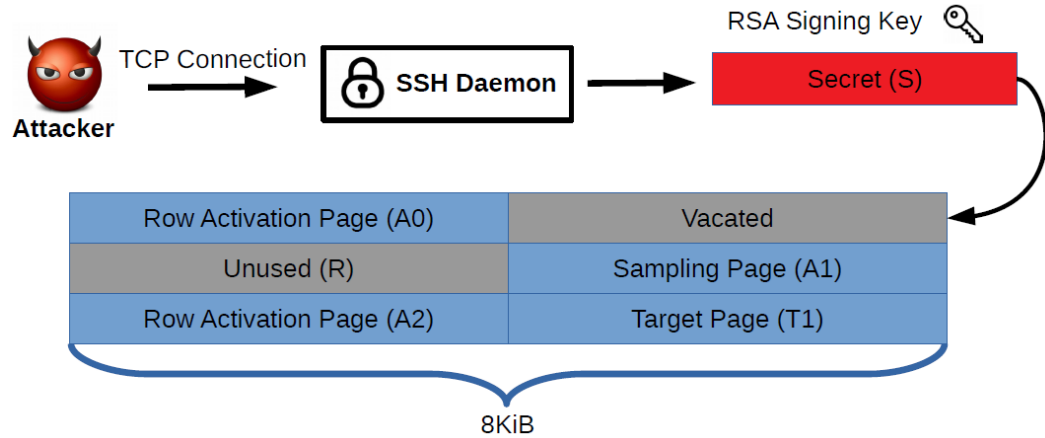 RSA Signing Key
TCP Connection
SSH Daemon
Secret (S)
Attacker
Row Activation Page (A0)
Vacated
Unused (R)
Sampling Page (A1)
Row Activation Page (A2)
Target Page (T1)
8KiB